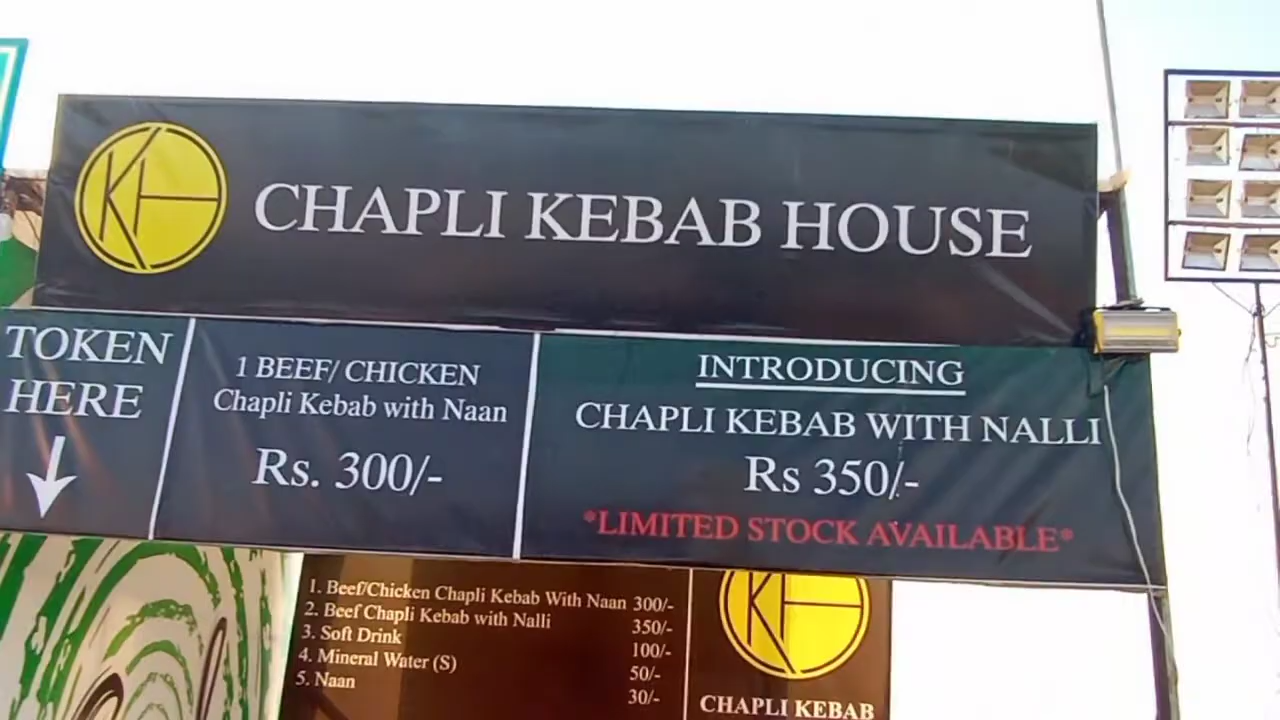 KH
CHAPLI KEBAB HOUSE
TOKEN
HERE
1 BEEF/ CHICKEN
Chapli Kebab with Naan
Rs. 300/-
INTRODUCING
CHAPLI KEBAB WITH NALLI
Rs 350/-
*LIMITED STOCK AVAILABLE*
1. Beef/Chicken Chapli Kebab With Naan 300/-
2. Beef Chapli Kebab with Nalli 350/-
3. Soft Drink 100/-
4. Mineral Water (S) 50/-
5. Naan 30/-
KH
CHAPLI KEBAB